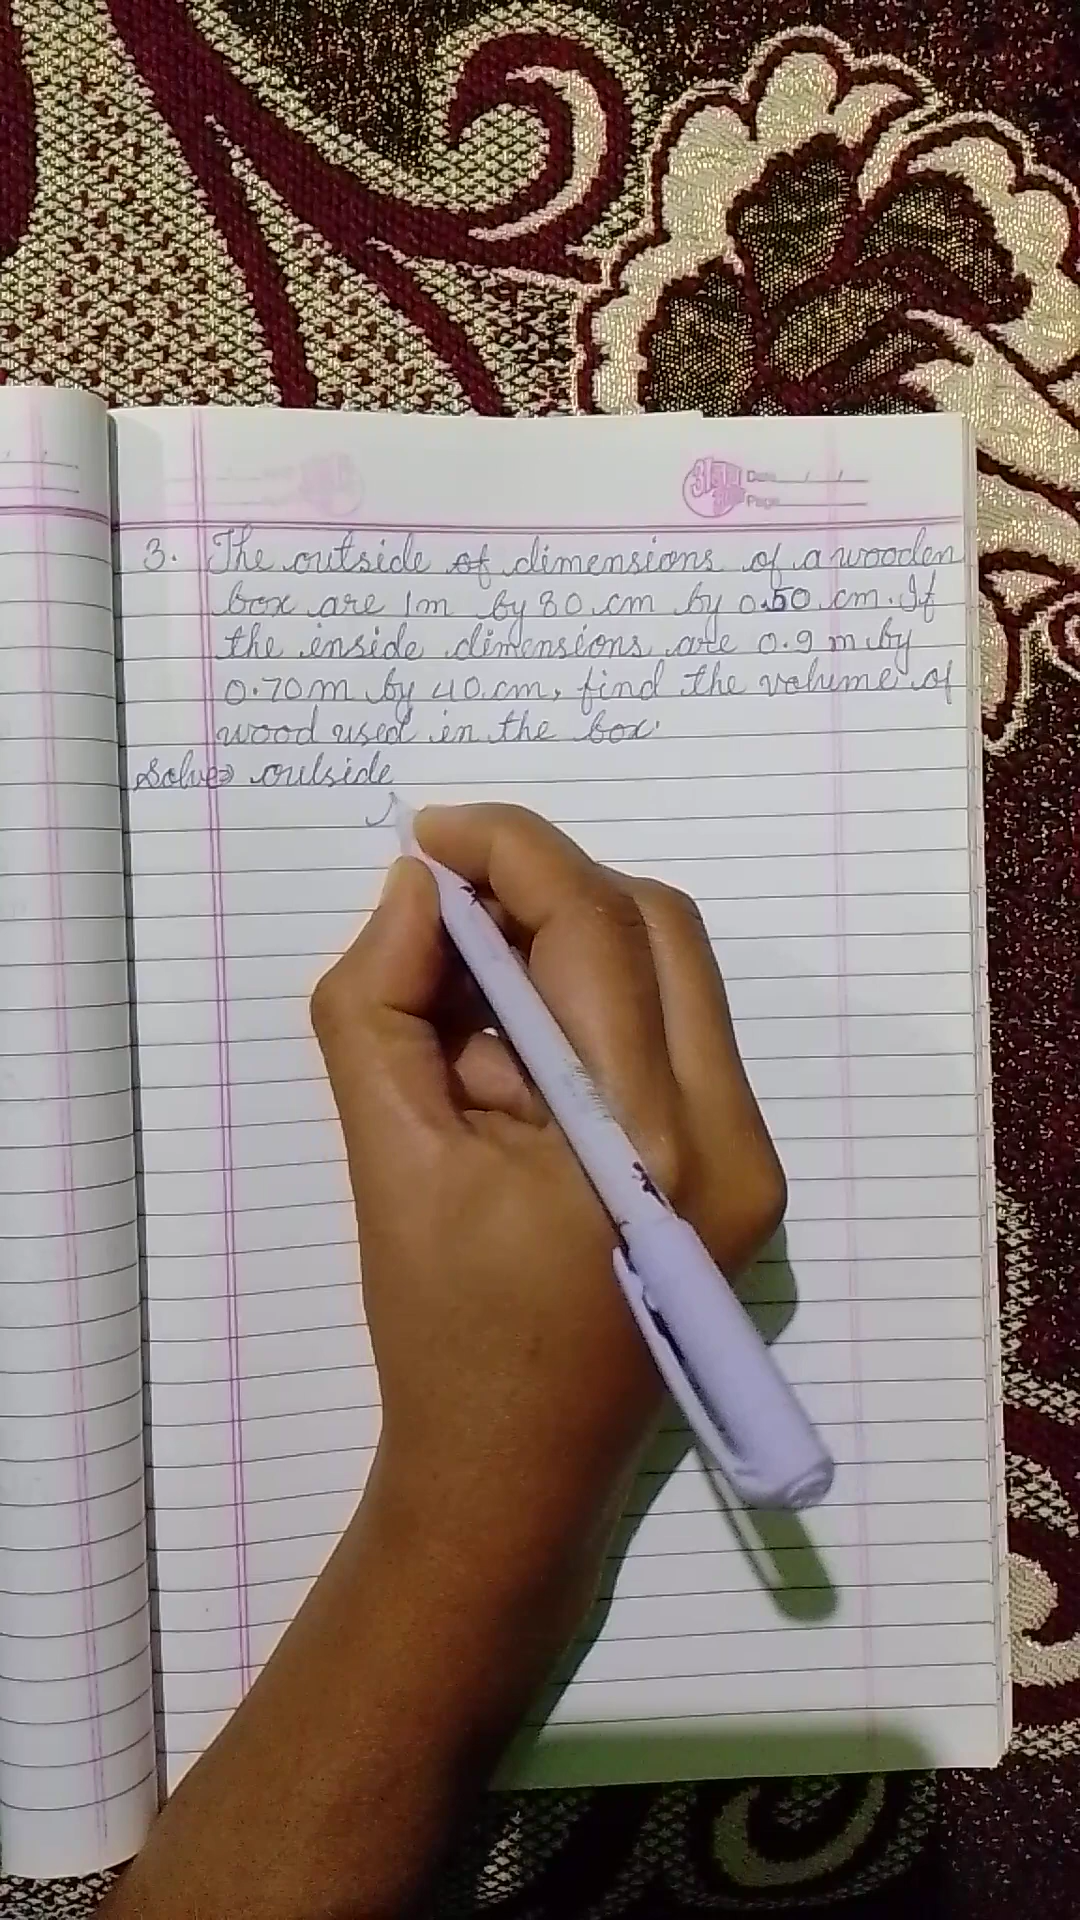 Date / /
Page
3. The outside of dimensions of a wooden
box are 1m by 80 cm by 0.50 cm. If
the inside dimensions are 0.9 m by
0.70m by 40 cm, find the volume of
wood used in the box.
Solve⇒ outside